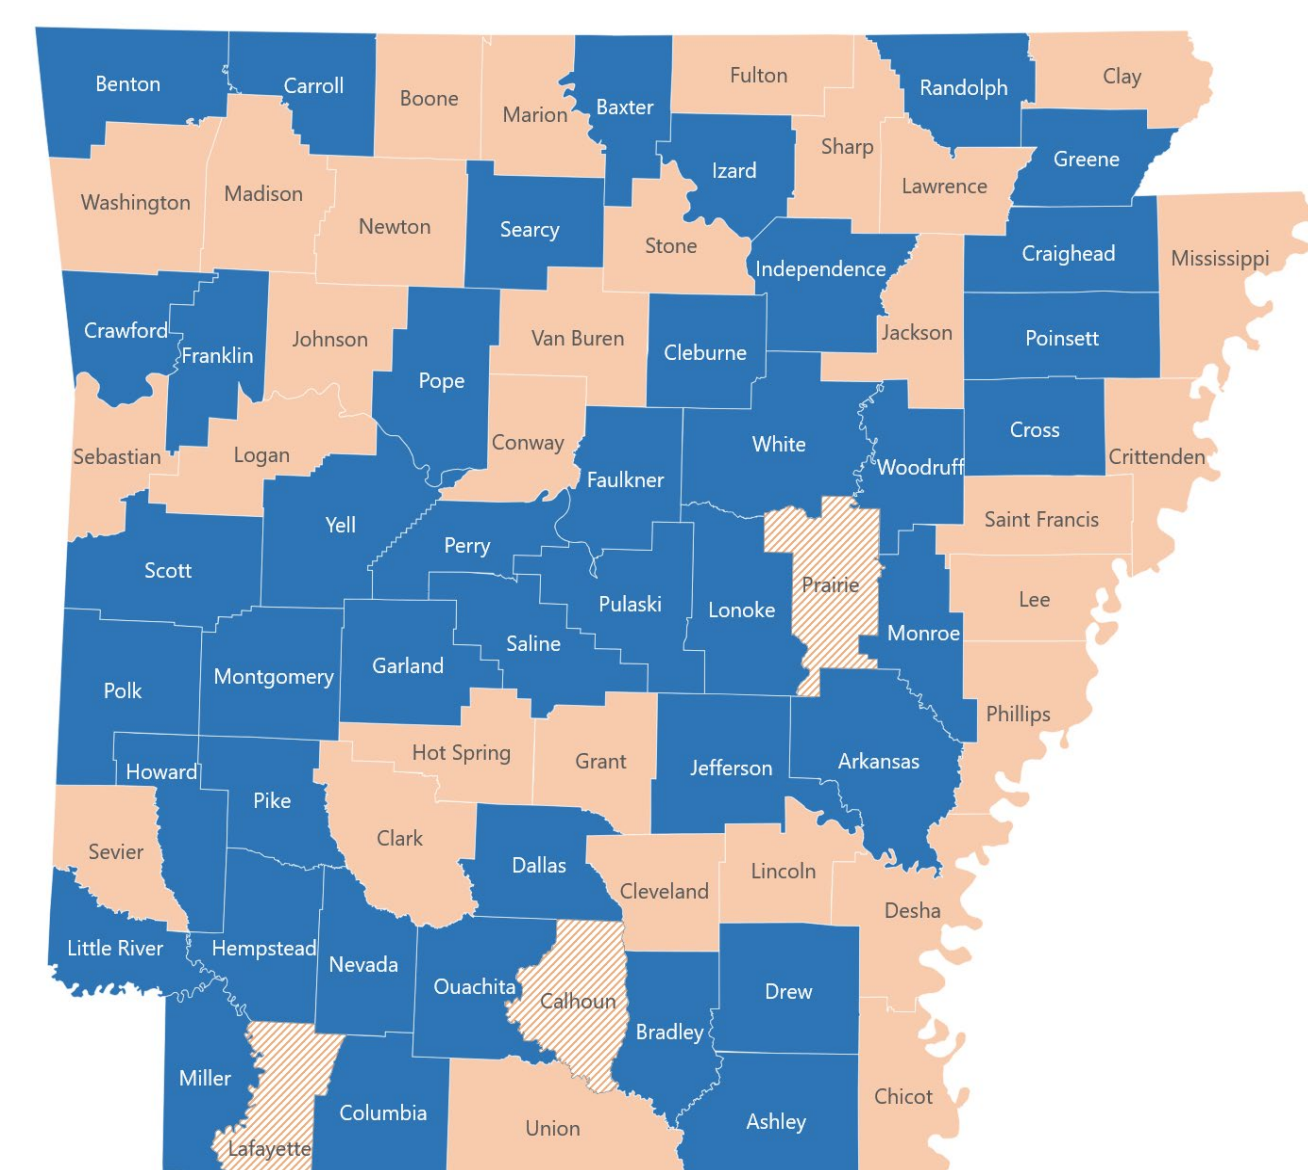 Benton
Carroll
Boone
Marion
Baxter
Fulton
Randolph
Clay
Sharp
Izard
Greene
Lawrence
Washington
Madison
Newton
Searcy
Stone
Independence
Craighead
Mississippi
Crawford
Franklin
Johnson
Pope
Van Buren
Cleburne
Jackson
Poinsett
Sebastian
Logan
Conway
Faulkner
White
Woodruff
Cross
Crittenden
Yell
Perry
Saint Francis
Scott
Pulaski
Lonoke
Prairie
Lee
Monroe
Polk
Montgomery
Garland
Saline
Phillips
Howard
Pike
Hot Spring
Grant
Jefferson
Arkansas
Sevier
Clark
Dallas
Cleveland
Lincoln
Desha
Little River
Hempstead
Nevada
Ouachita
Calhoun
Bradley
Drew
Miller
Lafayette
Columbia
Union
Ashley
Chicot